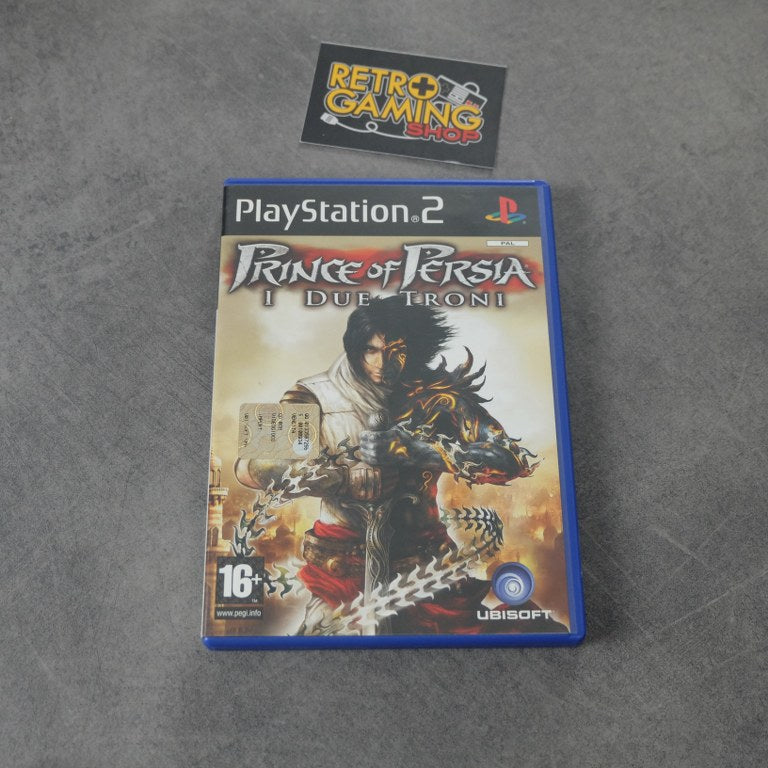 RETRO
GAMING
SHOP
PlayStation®2
PAL
PRINCE OF PERSIA
I DUE TRONI
16+
www.pegi.info
UBISOFT